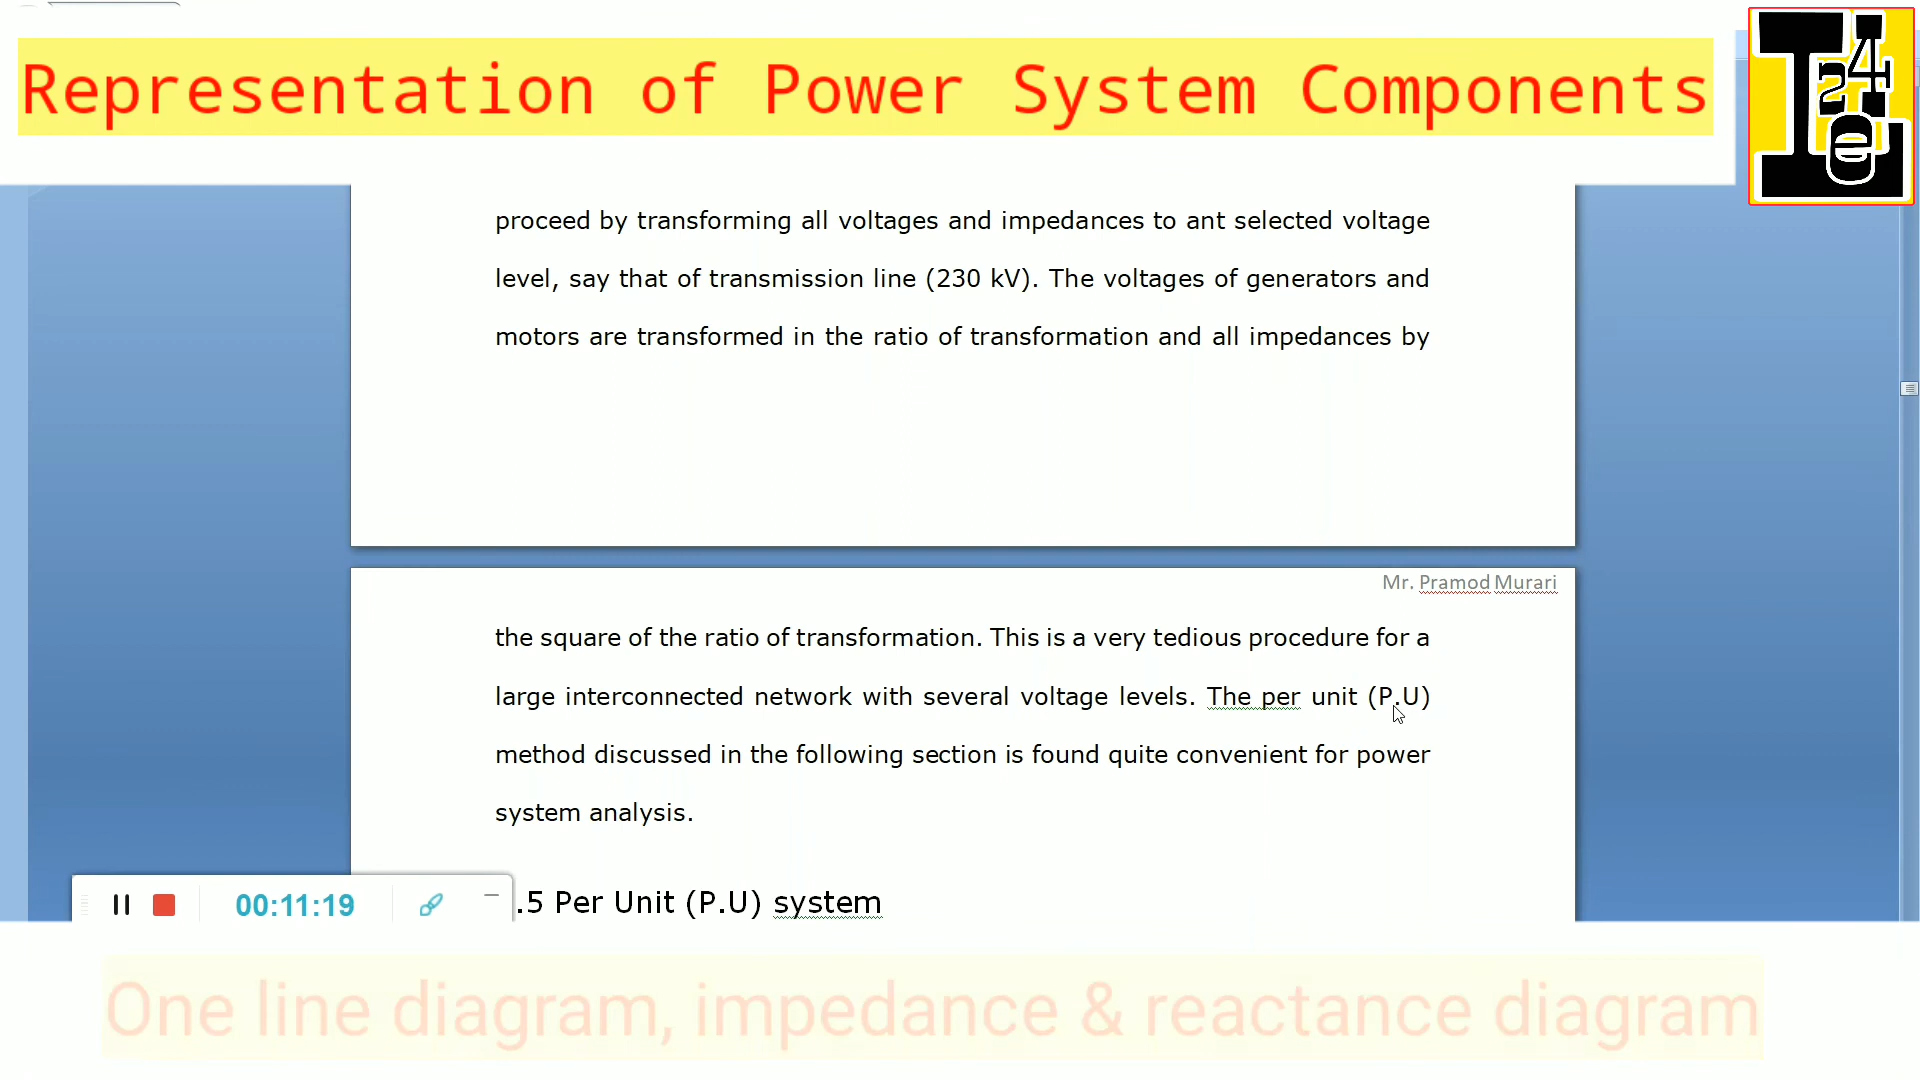 Representation of Power System Components
I
2
4
e
proceed by transforming all voltages and impedances to ant selected voltage
level, say that of transmission line (230 kV). The voltages of generators and
motors are transformed in the ratio of transformation and all impedances by
Mr. Pramod Murari
the square of the ratio of transformation. This is a very tedious procedure for a
large interconnected network with several voltage levels. The per unit (P.U)
method discussed in the following section is found quite convenient for power
system analysis.
00:11:19
.5 Per Unit (P.U) system
One line diagram, impedance & reactance diagram